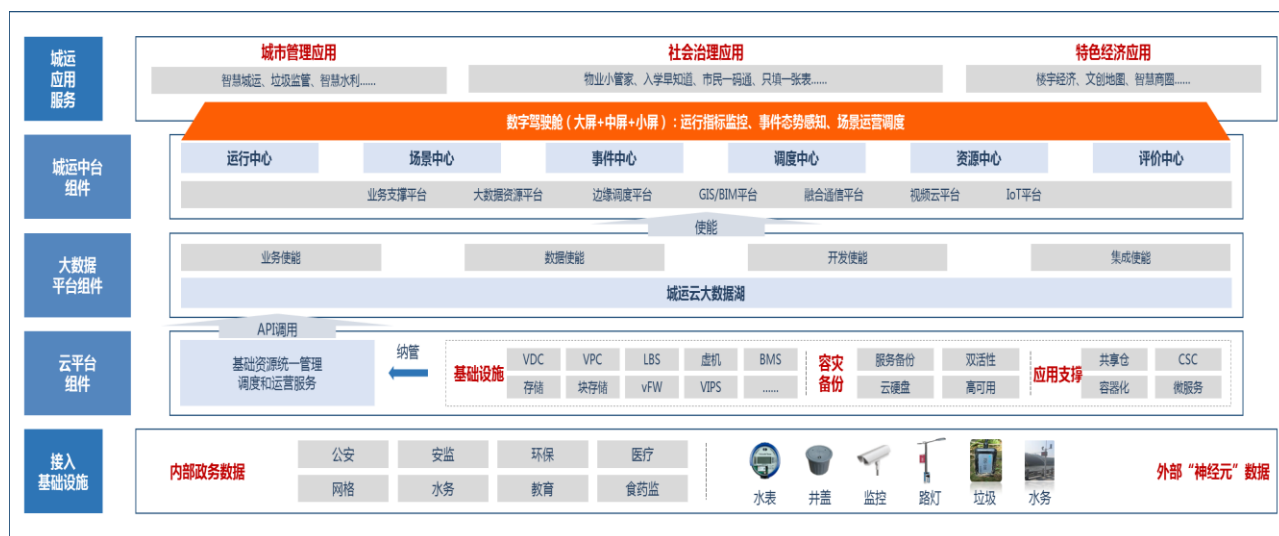 城运
应用
服务
城市管理应用
智慧城运、垃圾监管、智慧水利......
社会治理应用
物业小管家、入学早知道、市民一码通、只填一张表......
特色经济应用
楼宇经济、文创地图、智慧商圈......
数字驾驶舱（大屏+中屏+小屏）：运行指标监控、事件态势感知、场景运营调度
城运中台
组件
运行中心
场景中心
事件中心
调度中心
资源中心
评价中心
业务支撑平台
大数据资源平台
边缘调度平台
GIS/BIM平台
融合通信平台
视频云平台
IoT平台
使能
大数据
平台组件
业务使能
数据使能
开发使能
集成使能
城运云大数据湖
API调用
云平台
组件
基础资源统一管理
调度和运营服务
纳管
基础设施
VDC
VPC
LBS
虚机
BMS
存储
块存储
vFW
VIPS
......
容灾
备份
服务备份
双活性
云硬盘
高可用
应用支撑
共享仓
CSC
容器化
微服务
接入
基础设施
内部政务数据
公安
安监
环保
医疗
网格
水务
教育
食药监
水表
井盖
监控
路灯
垃圾
水务
外部“神经元”数据